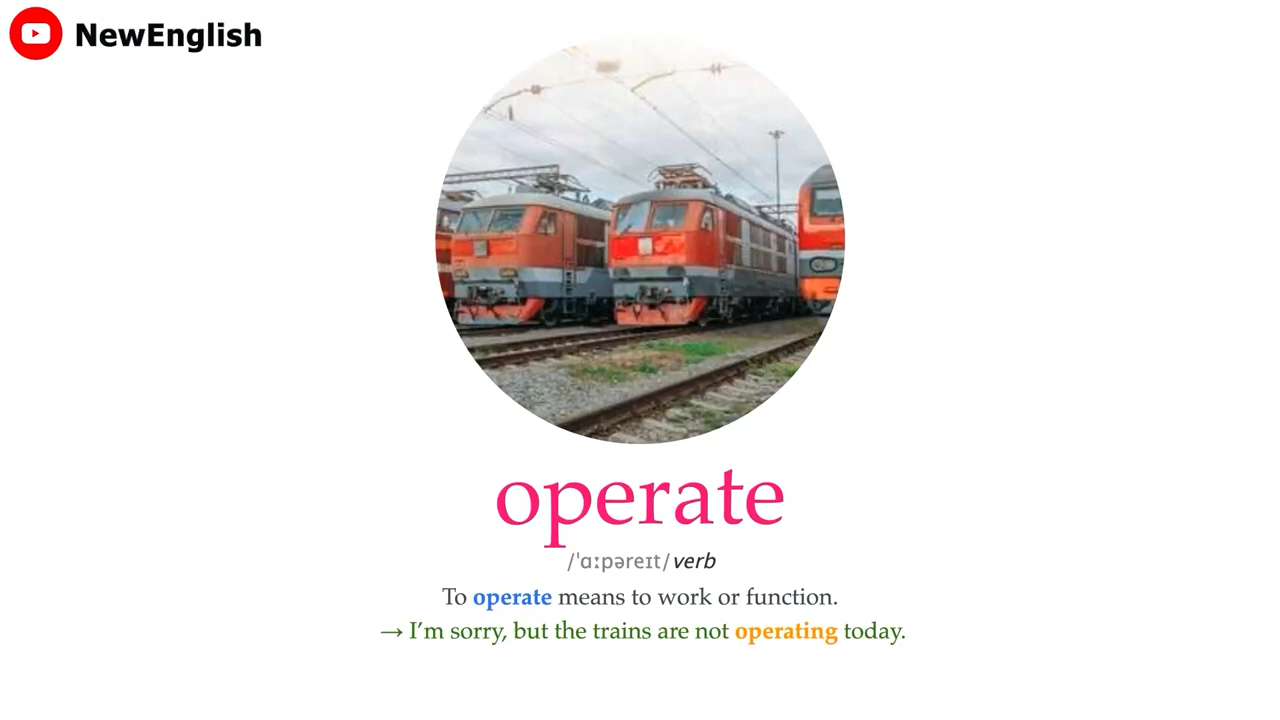 NewEnglish
operate
/ˈɑːpəreɪt/ verb
To operate means to work or function.
→ I’m sorry, but the trains are not operating today.